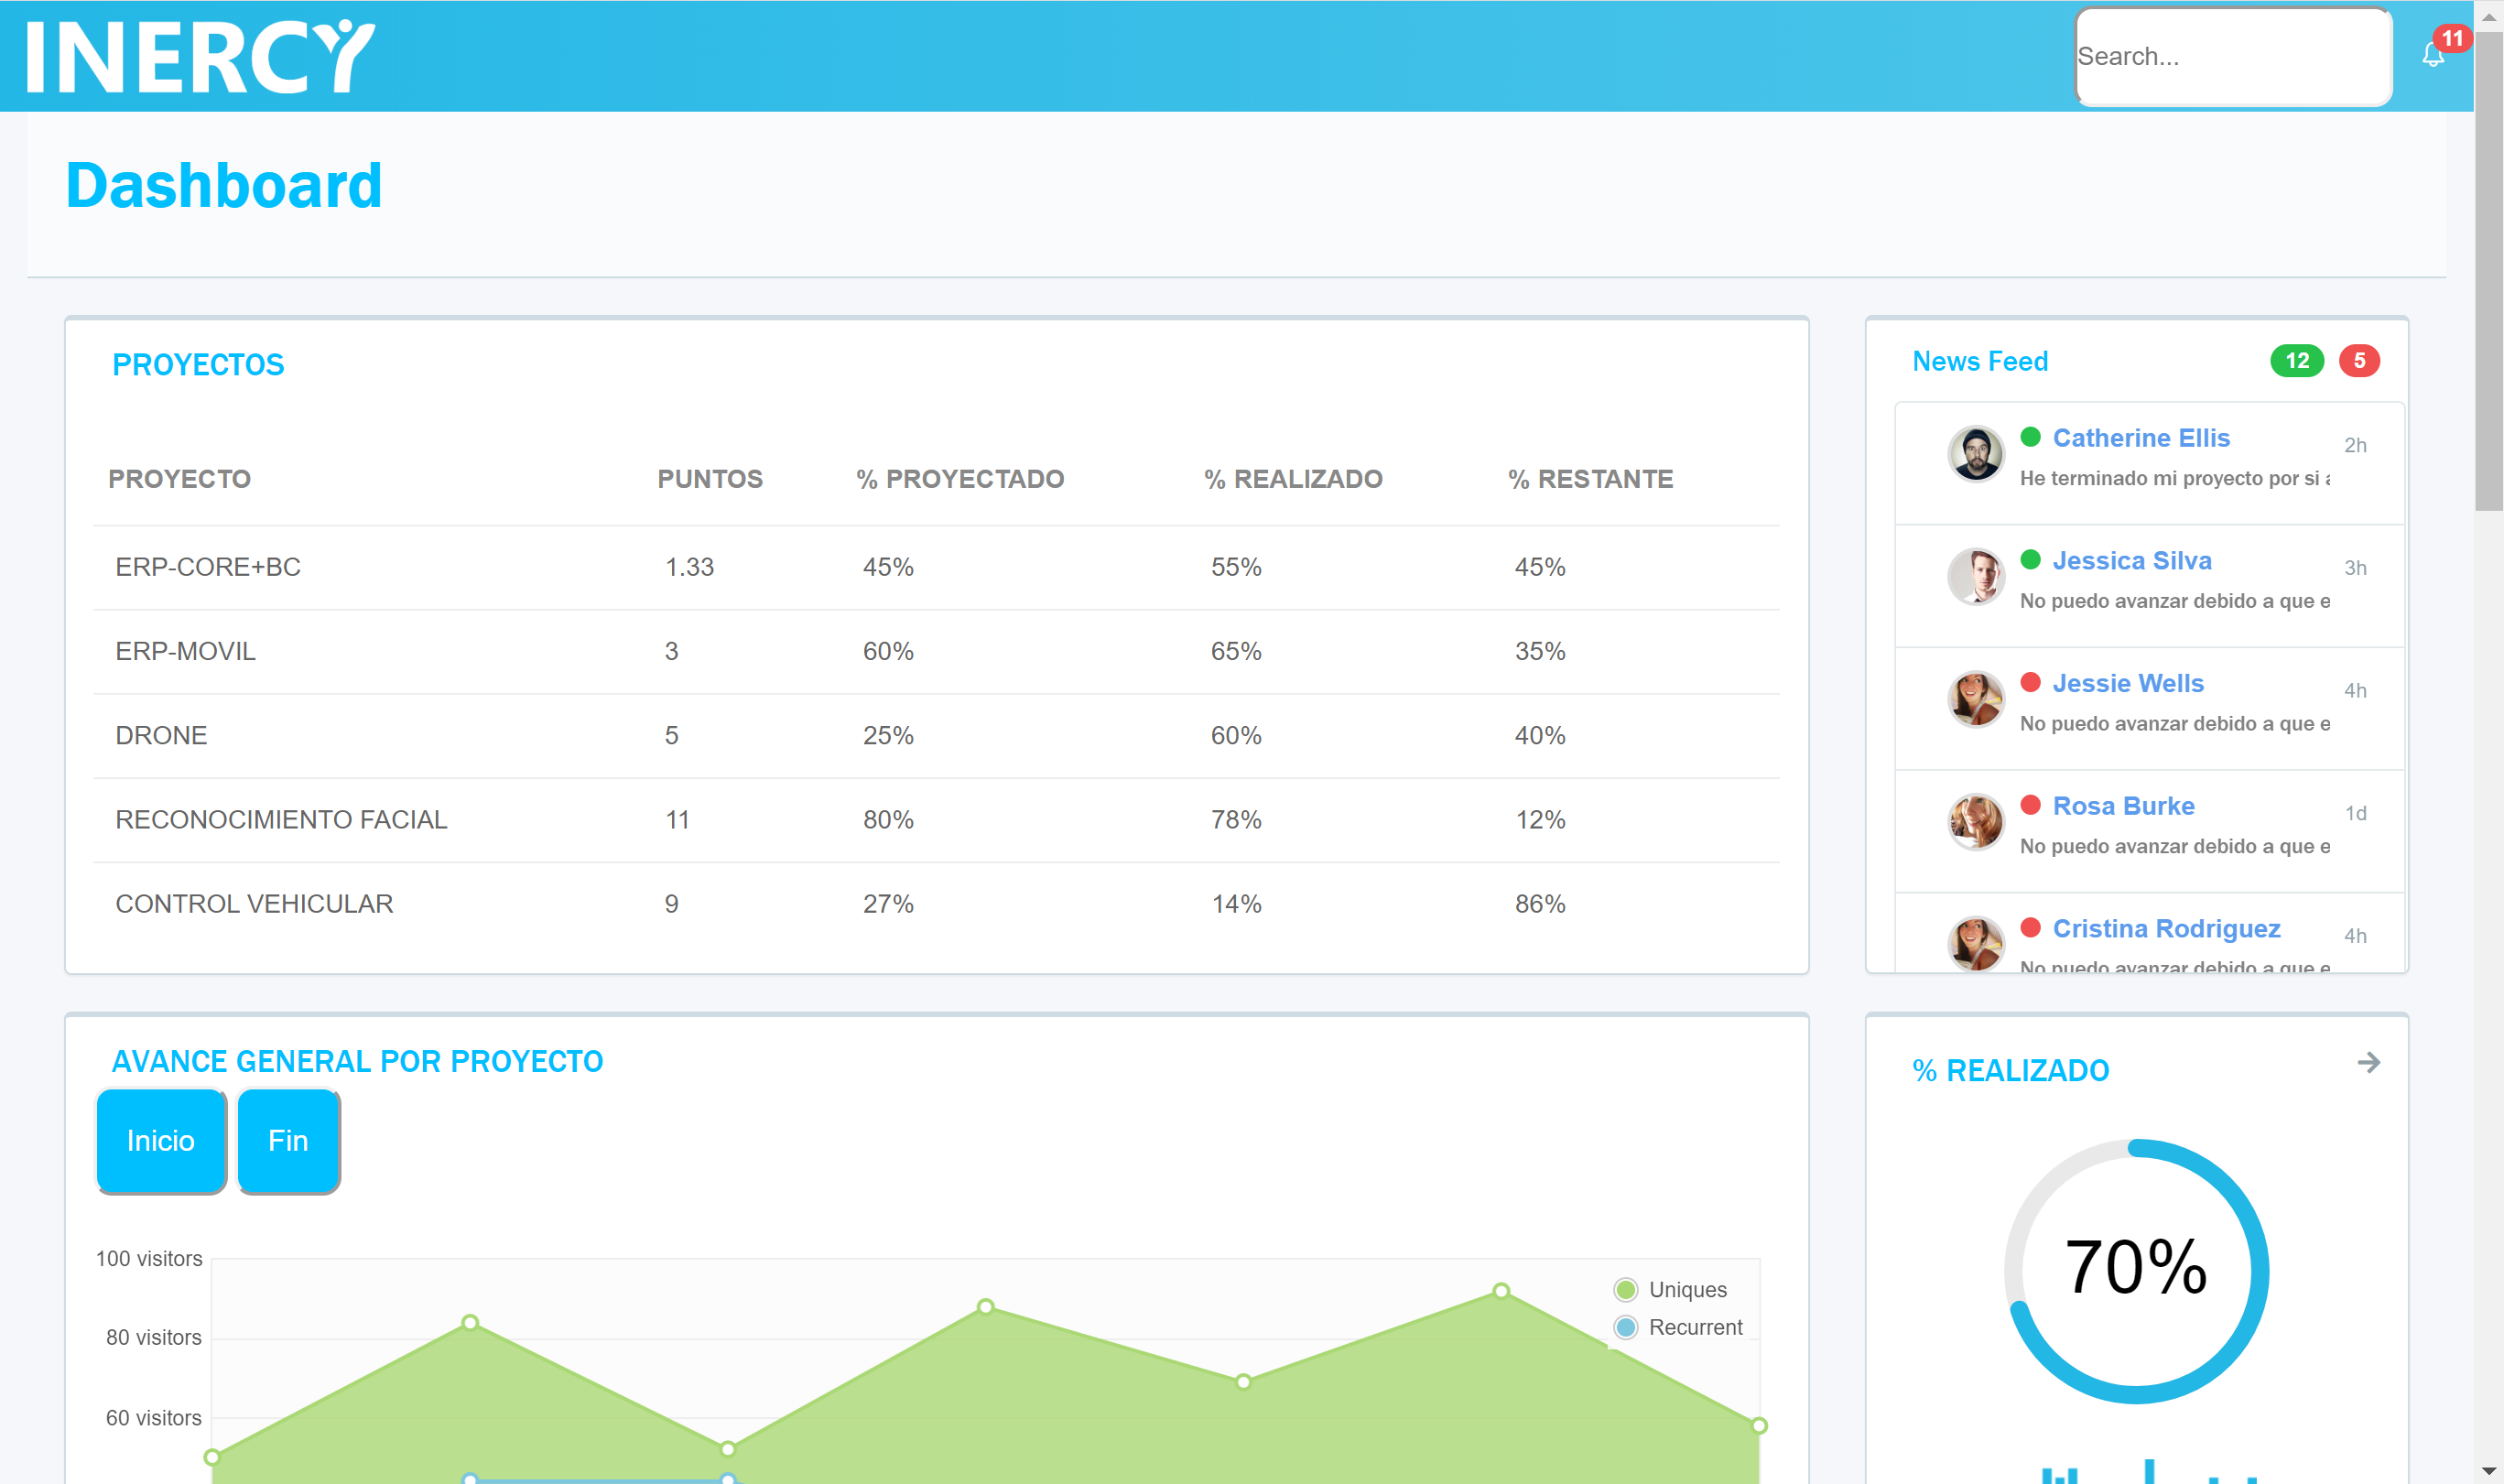 INERCY
Search...
11
Dashboard
PROYECTOS
PROYECTO PUNTOS % PROYECTADO % REALIZADO % RESTANTE
ERP-CORE+BC 1.33 45% 55% 45%
ERP-MOVIL 3 60% 65% 35%
DRONE 5 25% 60% 40%
RECONOCIMIENTO FACIAL 11 80% 78% 12%
CONTROL VEHICULAR 9 27% 14% 86%
News Feed 12 5
Catherine Ellis 2h
He terminado mi proyecto por si
Jessica Silva 3h
No puedo avanzar debido a que e
Jessie Wells 4h
No puedo avanzar debido a que e
Rosa Burke 1d
No puedo avanzar debido a que e
Cristina Rodriguez 4h
No puedo avanzar debido a que e
AVANCE GENERAL POR PROYECTO
Inicio Fin
100 visitors
80 visitors
60 visitors
Uniques
Recurrent
% REALIZADO
70%